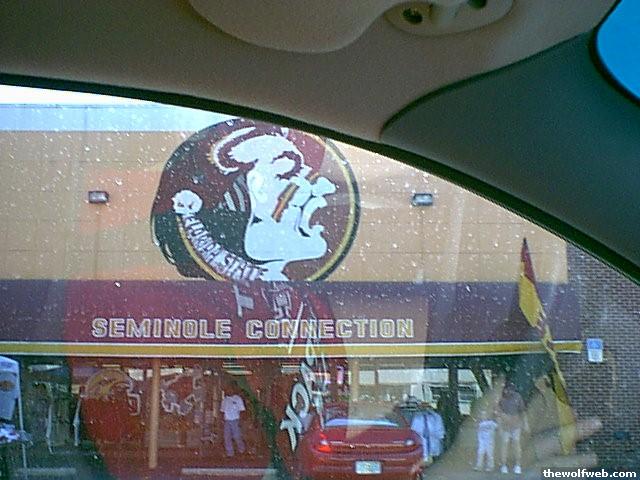 FLORIDA STATE
SEMINOLE CONNECTION
thewolfweb.com